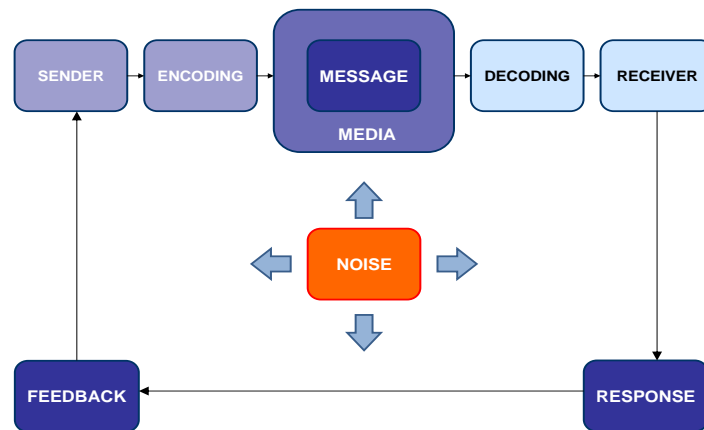 SENDER
ENCODING
MESSAGE
MEDIA
DECODING
RECEIVER
NOISE
FEEDBACK
RESPONSE